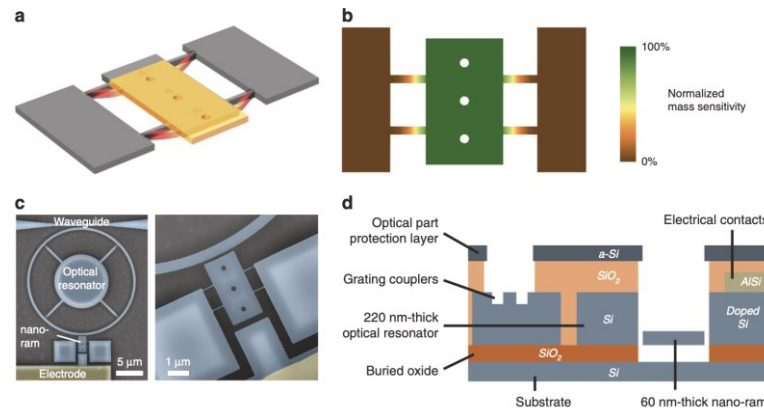 a
b
100%
Normalized
mass sensitivity
0%
c
Waveguide
Optical
resonator
nano-
ram
5 µm
Electrode
1 µm
d
Optical part
protection layer
Grating couplers
220 nm-thick
optical resonator
Buried oxide
Electrical contacts
a-Si
SiO2
AlSi
Si
Doped
Si
SiO2
Si
Substrate
60 nm-thick nano-ram